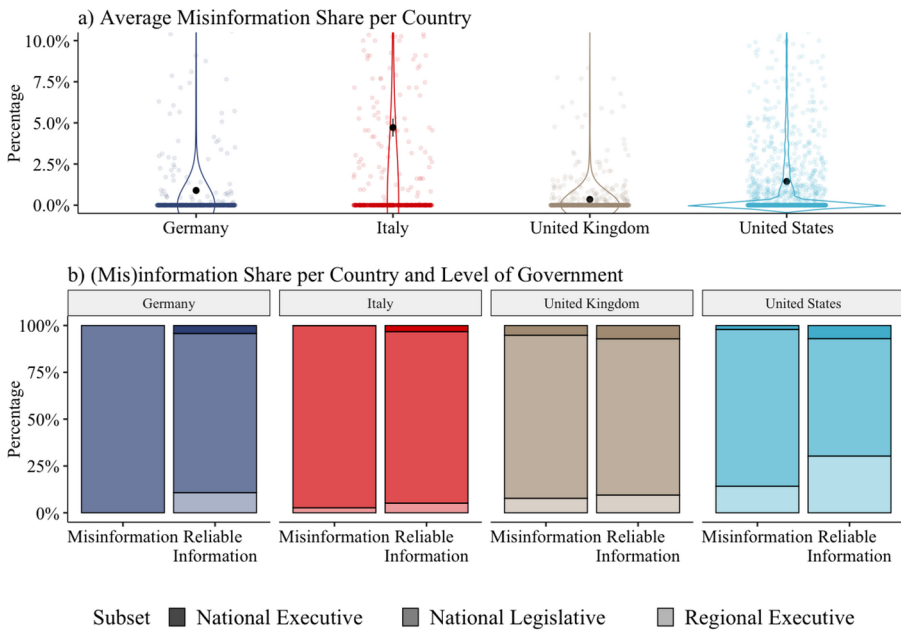 a) Average Misinformation Share per Country
10.0%
7.5%
5.0%
2.5%
0.0%
Percentage
Germany Italy United Kingdom United States
b) (Mis)information Share per Country and Level of Government
Germany Italy United Kingdom United States
100%
75%
50%
25%
0%
Percentage
Misinformation Reliable Misinformation Reliable Misinformation Reliable Misinformation Reliable
Information Information Information Information
Subset National Executive National Legislative Regional Executive